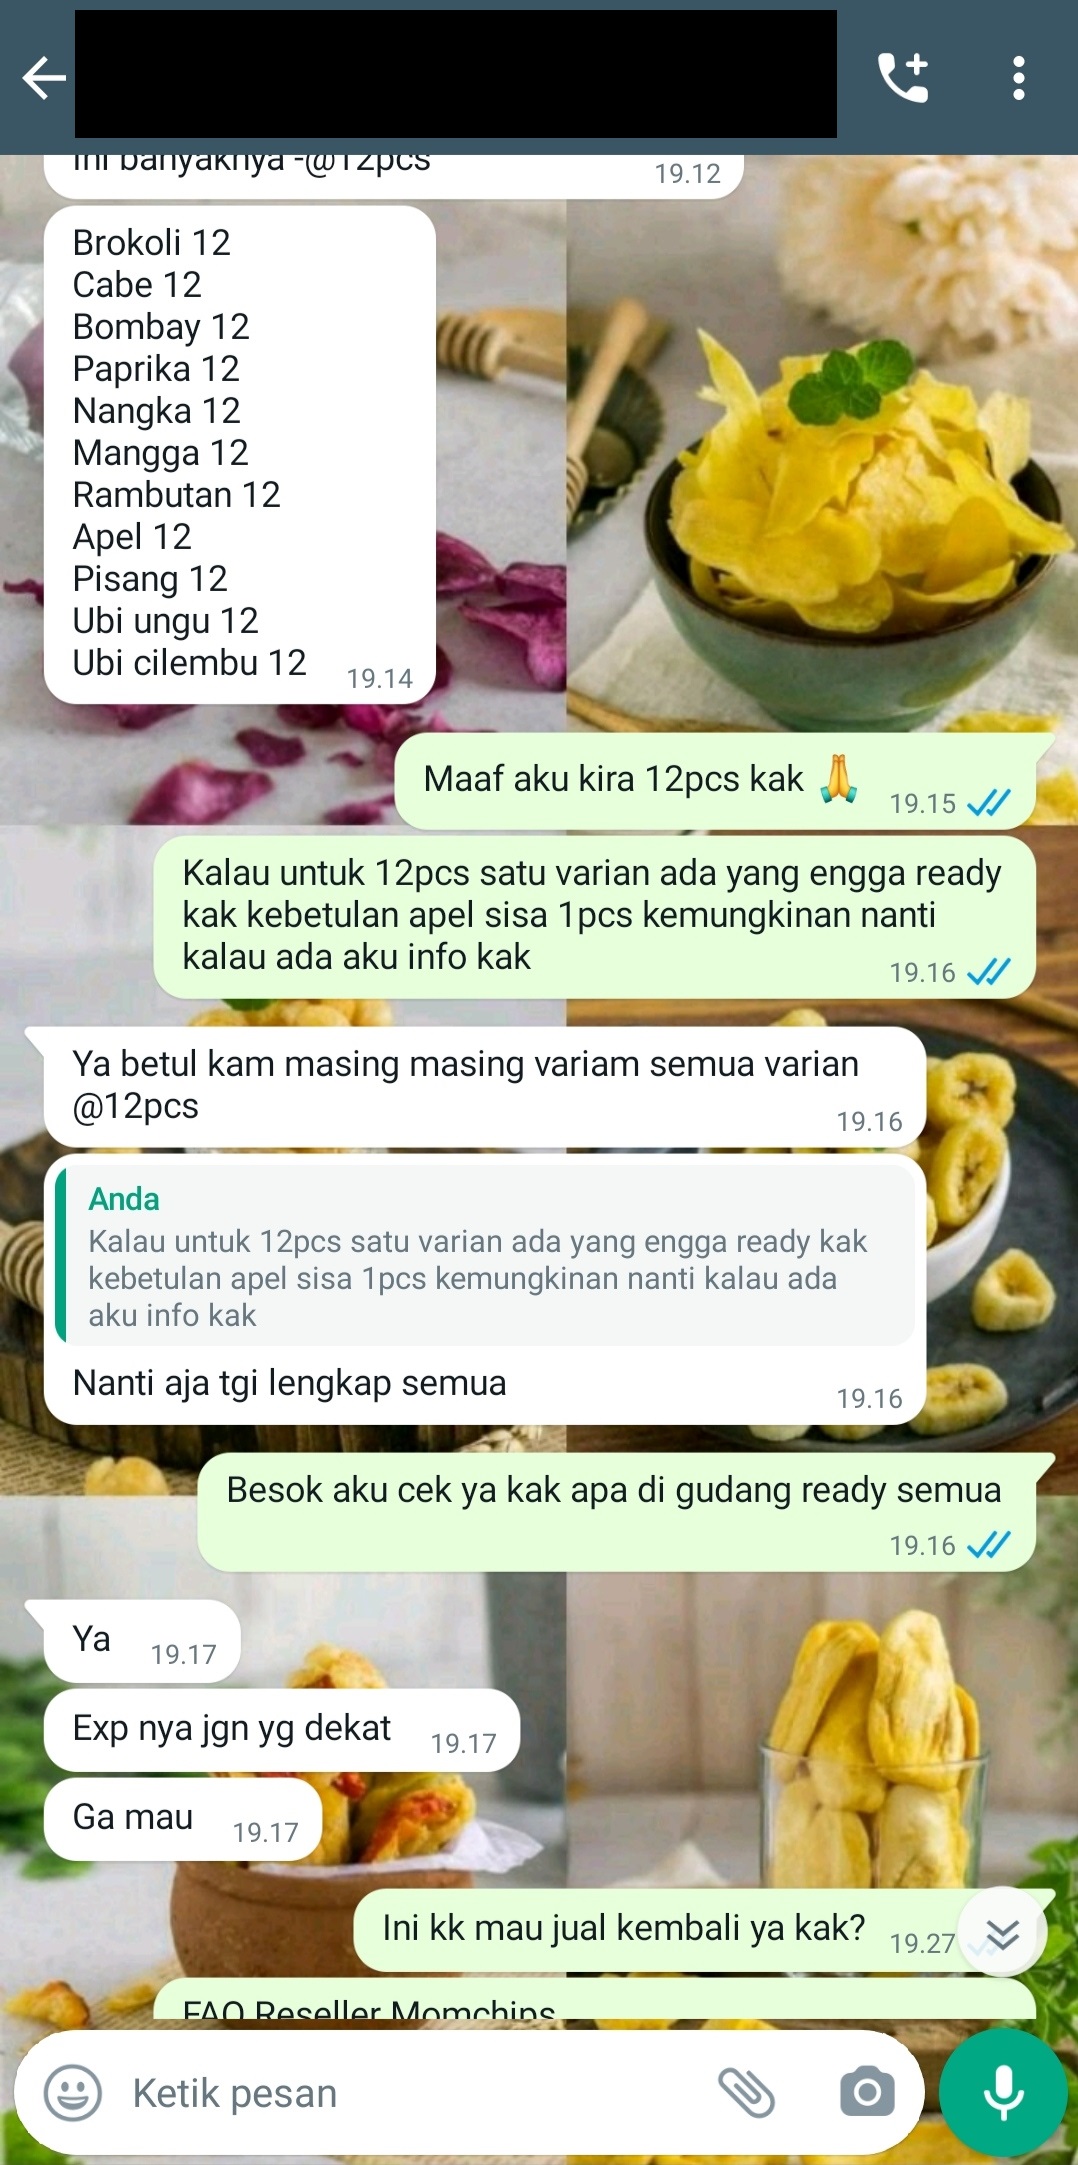 Ini banyaknya -@12pcs
19.12
Brokoli 12
Cabe 12
Bombay 12
Paprika 12
Nangka 12
Mangga 12
Rambutan 12
Apel 12
Pisang 12
Ubi ungu 12
Ubi cilembu 12
19.14
Maaf aku kira 12pcs kak 🙏
19.15
Kalau untuk 12pcs satu varian ada yang engga ready
kak kebetulan apel sisa 1pcs kemungkinan nanti
kalau ada aku info kak
19.16
Ya betul kam masing masing variam semua varian
@12pcs
19.16
Anda
Kalau untuk 12pcs satu varian ada yang engga ready kak
kebetulan apel sisa 1pcs kemungkinan nanti kalau ada
aku info kak
Nanti aja tgi lengkap semua
19.16
Besok aku cek ya kak apa di gudang ready semua
19.16
Ya
19.17
Exp nya jgn yg dekat
19.17
Ga mau
19.17
Ini kk mau jual kembali ya kak?
19.27
FAQ Reseller Momchips
Ketik pesan